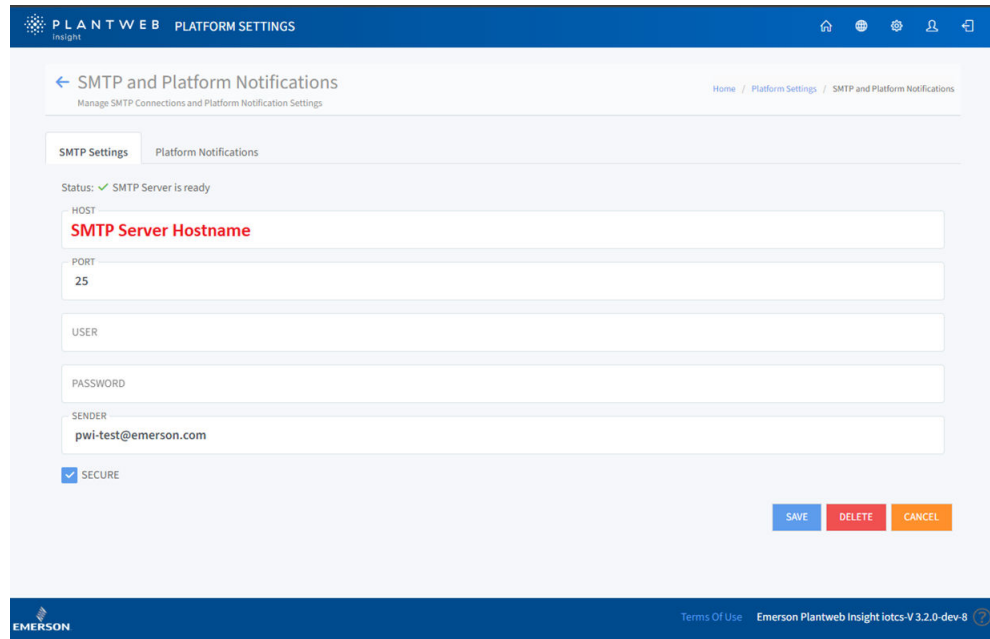 PLANTWEB PLATFORM SETTINGS
Insight
SMTP and Platform Notifications
Manage SMTP Connections and Platform Notification Settings
Home / Platform Settings / SMTP and Platform Notifications
SMTP Settings Platform Notifications
Status: ✓ SMTP Server is ready
HOST
SMTP Server Hostname
PORT
25
USER
PASSWORD
SENDER
pwi-test@emerson.com
SECURE
SAVE DELETE CANCEL
EMERSON
Terms Of Use Emerson Plantweb Insight iotcs-V 3.2.0-dev-8 ?